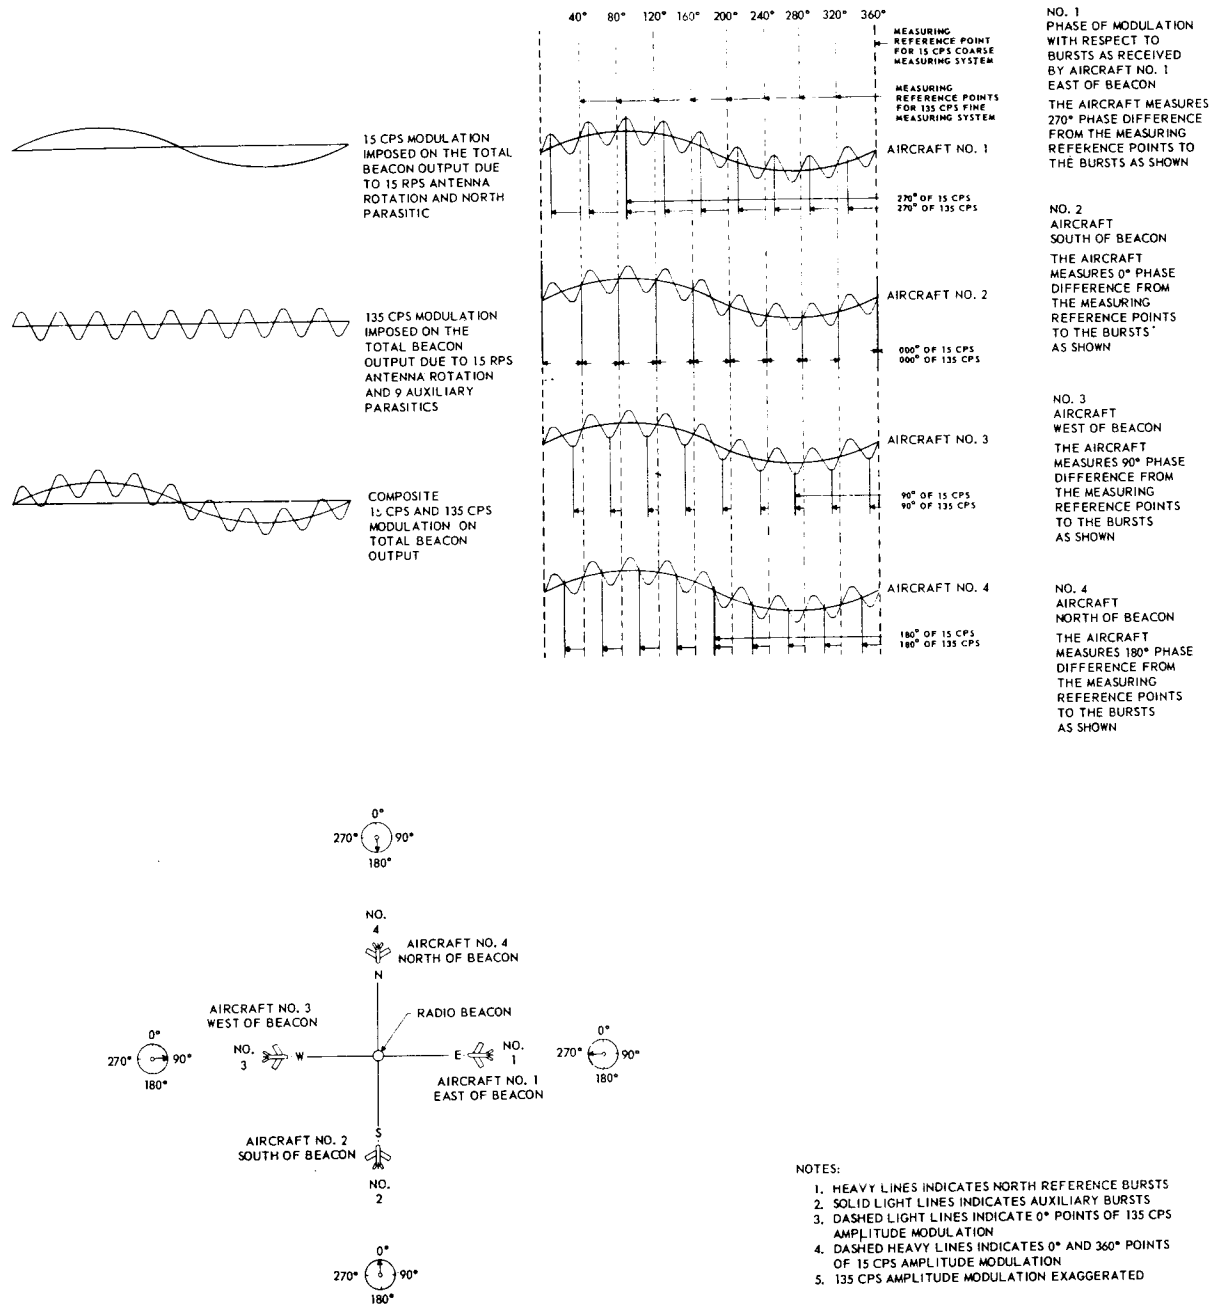 40° 80° 120° 160° 200° 240° 280° 320° 360°
MEASURING
REFERENCE POINT
FOR 15 CPS COARSE
MEASURING SYSTEM
MEASURING
REFERENCE POINTS
FOR 135 CPS FINE
MEASURING SYSTEM
NO. 1
PHASE OF MODULATION
WITH RESPECT TO
BURSTS AS RECEIVED
BY AIRCRAFT NO. 1
EAST OF BEACON
THE AIRCRAFT MEASURES
270° PHASE DIFFERENCE
FROM THE MEASURING
REFERENCE POINTS TO
THE BURSTS AS SHOWN
15 CPS MODULATION
IMPOSED ON THE TOTAL
BEACON OUTPUT DUE
TO 15 RPS ANTENNA
ROTATION AND NORTH
PARASITIC
AIRCRAFT NO. 1
270° OF 15 CPS
270° OF 135 CPS
NO. 2
AIRCRAFT
SOUTH OF BEACON
THE AIRCRAFT
MEASURES 0° PHASE
DIFFERENCE FROM
THE MEASURING
REFERENCE POINTS
TO THE BURSTS
AS SHOWN
135 CPS MODULATION
IMPOSED ON THE
TOTAL BEACON
OUTPUT DUE TO 15 RPS
ANTENNA ROTATION
AND 9 AUXILIARY
PARASITICS
AIRCRAFT NO. 2
000° OF 15 CPS
000° OF 135 CPS
NO. 3
AIRCRAFT
WEST OF BEACON
THE AIRCRAFT
MEASURES 90° PHASE
DIFFERENCE FROM
THE MEASURING
REFERENCE POINTS
TO THE BURSTS
AS SHOWN
AIRCRAFT NO. 3
90° OF 15 CPS
90° OF 135 CPS
COMPOSITE
15 CPS AND 135 CPS
MODULATION ON
TOTAL BEACON
OUTPUT
AIRCRAFT NO. 4
180° OF 15 CPS
180° OF 135 CPS
NO. 4
AIRCRAFT
NORTH OF BEACON
THE AIRCRAFT
MEASURES 180° PHASE
DIFFERENCE FROM
THE MEASURING
REFERENCE POINTS
TO THE BURSTS
AS SHOWN
0°
270° 90°
180°
NO.
4
AIRCRAFT NO. 4
NORTH OF BEACON
N
AIRCRAFT NO. 3
WEST OF BEACON
RADIO BEACON
0°
270° 90°
180°
NO.
3
W
E
NO.
1
0°
270° 90°
180°
AIRCRAFT NO. 1
EAST OF BEACON
S
AIRCRAFT NO. 2
SOUTH OF BEACON
NO.
2
0°
270° 90°
180°
NOTES:
1. HEAVY LINES INDICATES NORTH REFERENCE BURSTS
2. SOLID LIGHT LINES INDICATES AUXILIARY BURSTS
3. DASHED LIGHT LINES INDICATE 0° POINTS OF 135 CPS
AMPLITUDE MODULATION
4. DASHED HEAVY LINES INDICATES 0° AND 360° POINTS
OF 15 CPS AMPLITUDE MODULATION
5. 135 CPS AMPLITUDE MODULATION EXAGGERATED